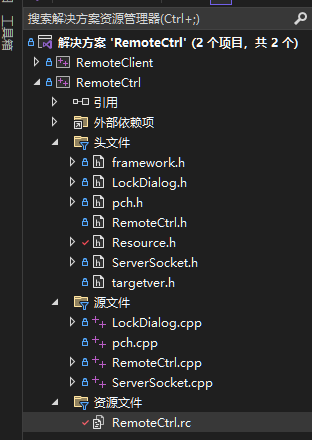 搜索解决方案资源管理器(Ctrl+;)
工具箱
解决方案 'RemoteCtrl' (2 个项目，共 2 个)
RemoteClient
RemoteCtrl
引用
外部依赖项
头文件
framework.h
LockDialog.h
pch.h
RemoteCtrl.h
Resource.h
ServerSocket.h
targetver.h
源文件
LockDialog.cpp
pch.cpp
RemoteCtrl.cpp
ServerSocket.cpp
资源文件
RemoteCtrl.rc